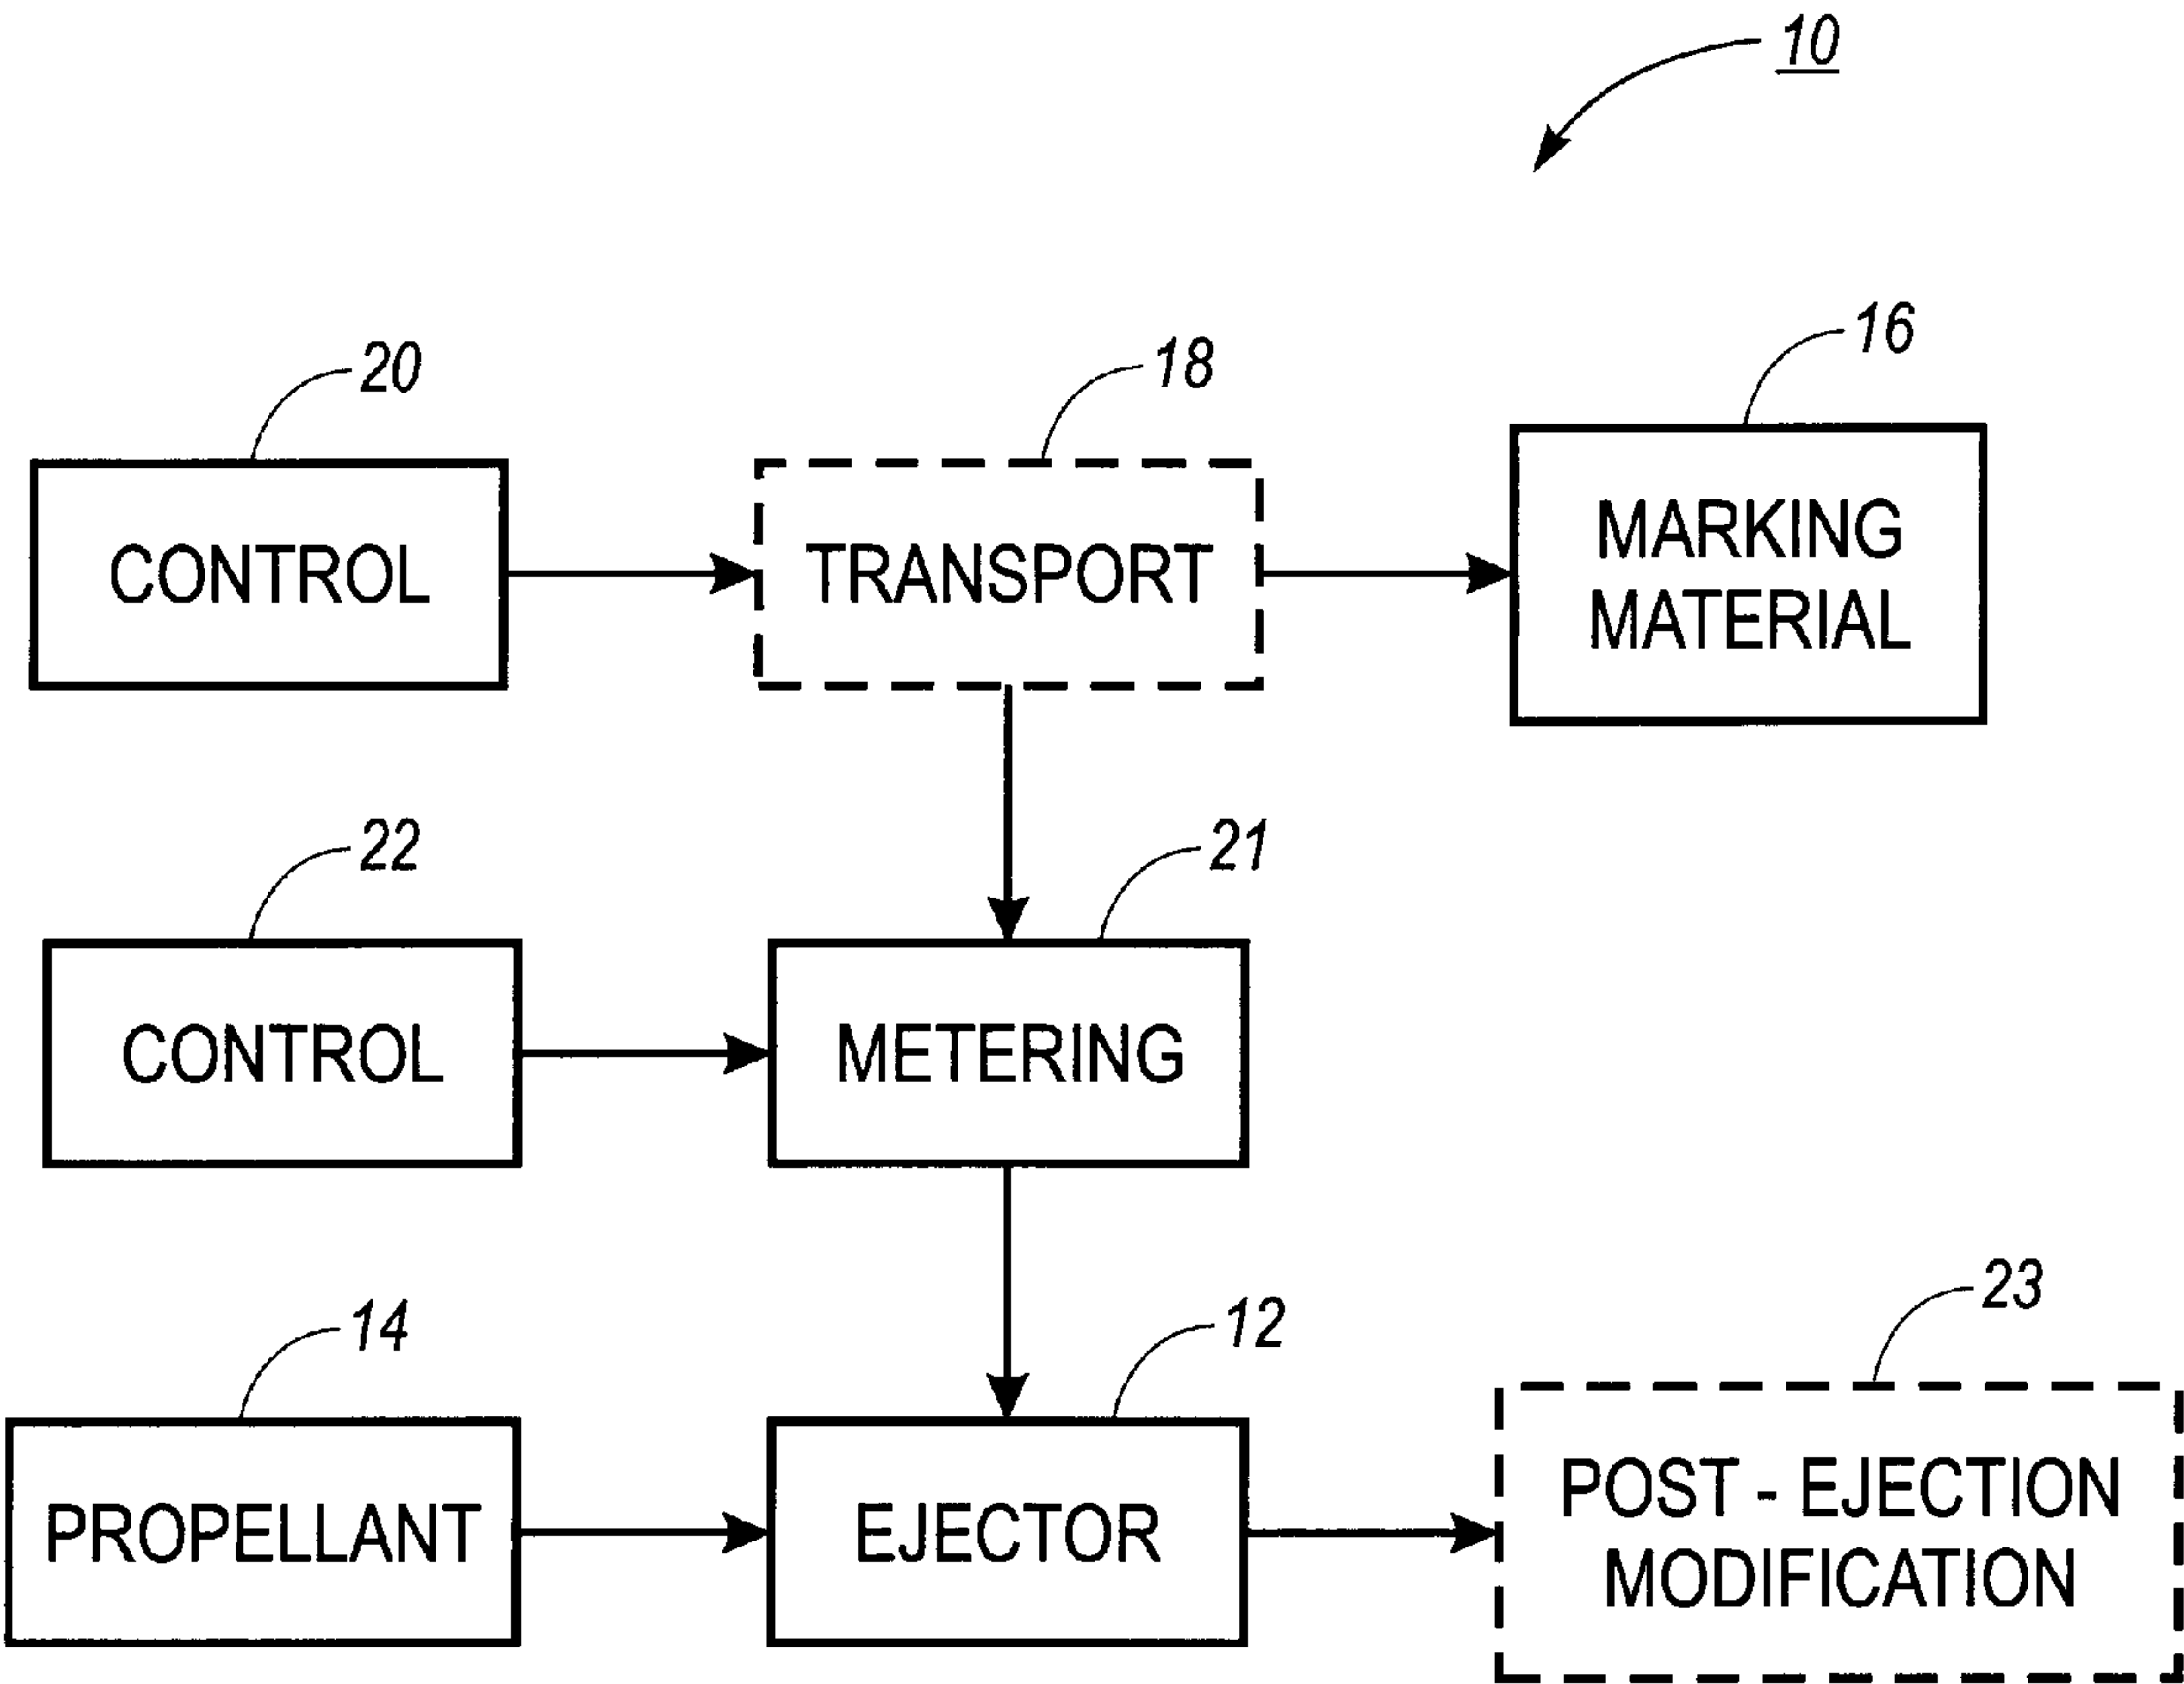 10
20
18
16
CONTROL
TRANSPORT
MARKING
MATERIAL
22
21
CONTROL
METERING
14
12
23
PROPELLANT
EJECTOR
POST - EJECTION
MODIFICATION